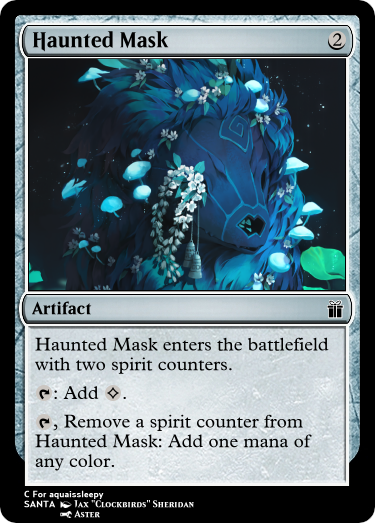 Haunted Mask 2
Artifact
Haunted Mask enters the battlefield
with two spirit counters.
: Add .
, Remove a spirit counter from
Haunted Mask: Add one mana of
any color.
C For aquaissleepy
SANTA Jax "Clockbirds" Sheridan
Aster